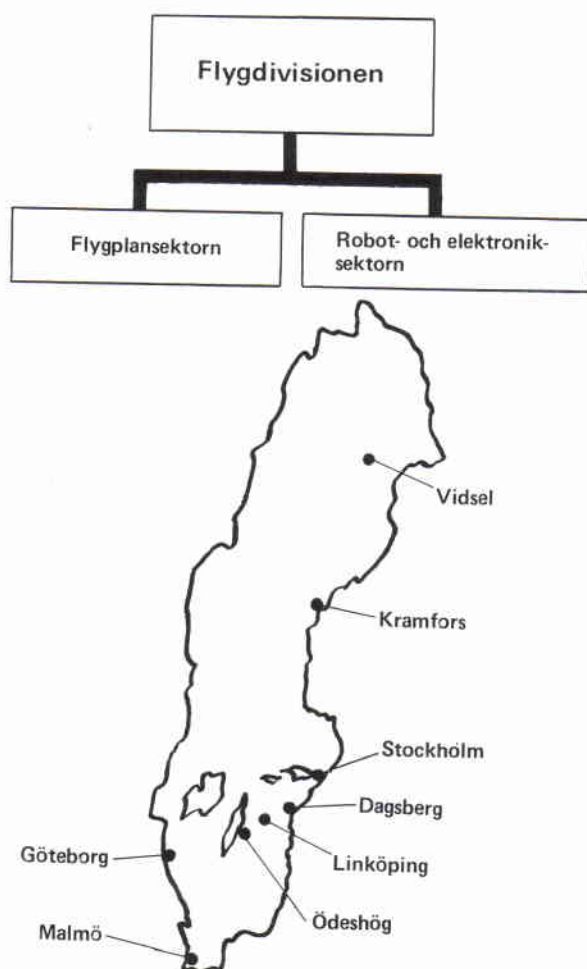 Flygdivisionen
Flygplansektorn
Robot- och elektronik-
sektorn
Vidsel
Kramfors
Stockholm
Dagsberg
Linköping
Ödeshög
Göteborg
Malmö